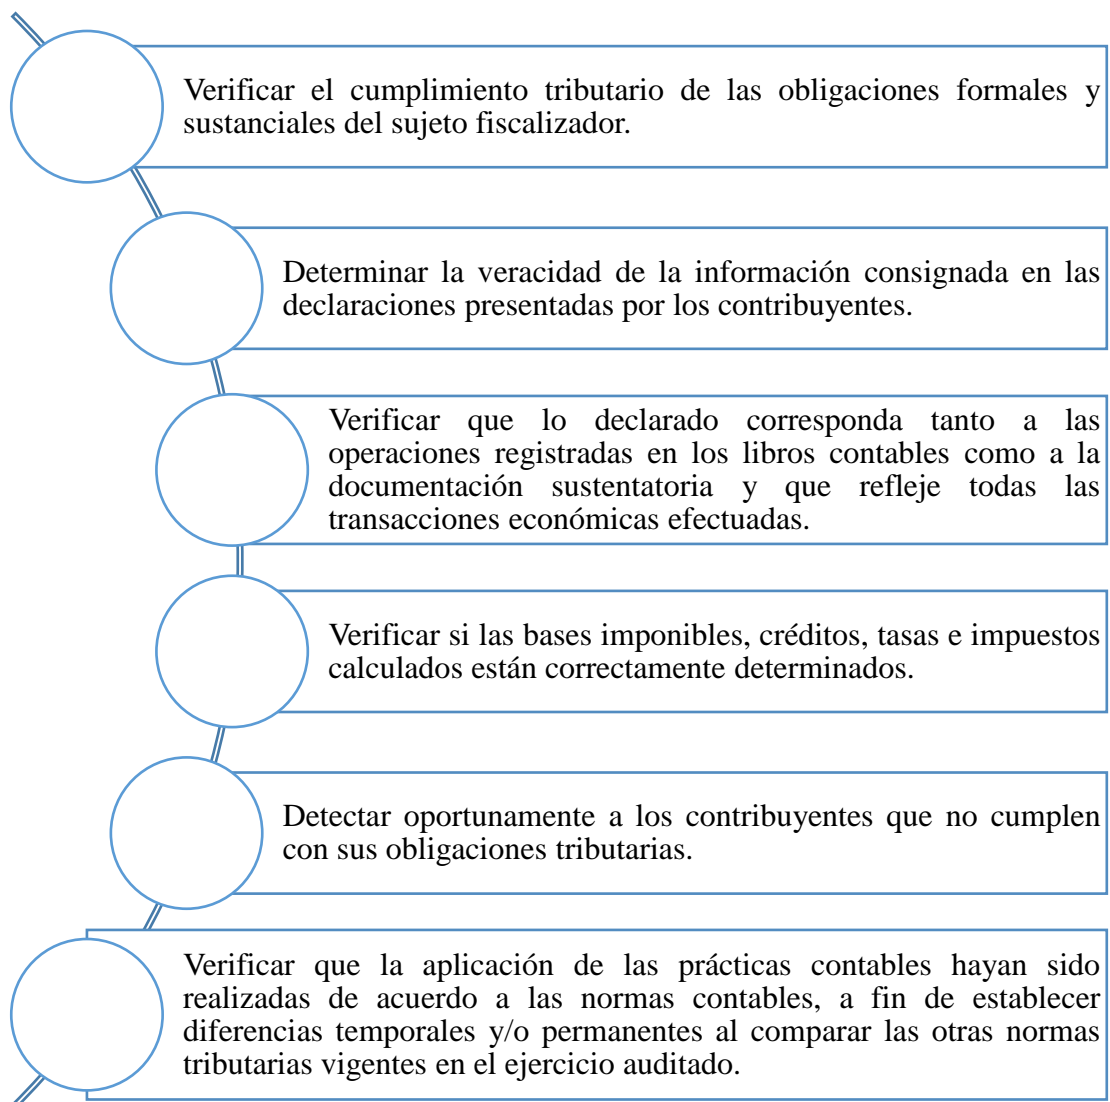 Verificar el cumplimiento tributario de las obligaciones formales y
sustanciales del sujeto fiscalizador.
Determinar la veracidad de la información consignada en las
declaraciones presentadas por los contribuyentes.
Verificar que lo declarado corresponda tanto a las
operaciones registradas en los libros contables como a la
documentación sustentatoria y que refleje todas las
transacciones económicas efectuadas.
Verificar si las bases imponibles, créditos, tasas e impuestos
calculados están correctamente determinados.
Detectar oportunamente a los contribuyentes que no cumplen
con sus obligaciones tributarias.
Verificar que la aplicación de las prácticas contables hayan sido
realizadas de acuerdo a las normas contables, a fin de establecer
diferencias temporales y/o permanentes al comparar las otras normas
tributarias vigentes en el ejercicio auditado.